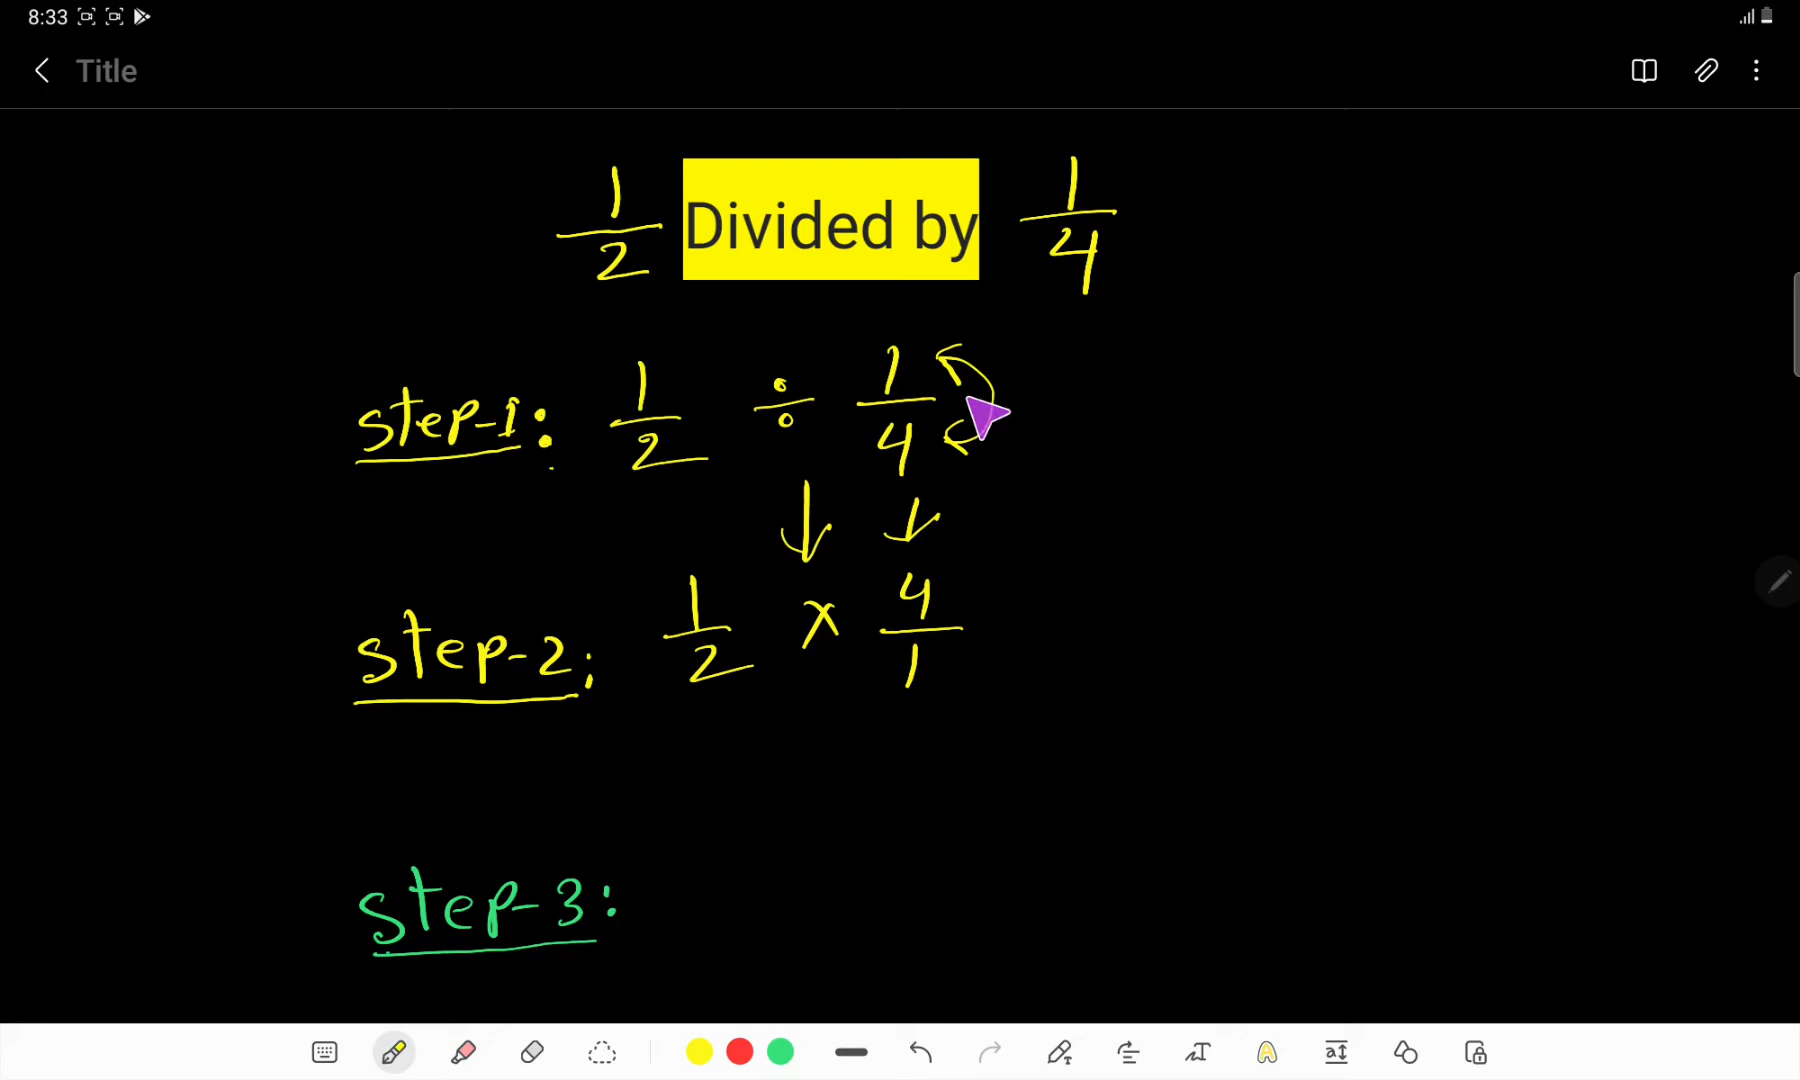 8:33
Title
1/2 Divided by 1/4
step-1: 1/2 ÷ 1/4
step-2: 1/2 x 4/1
step-3: